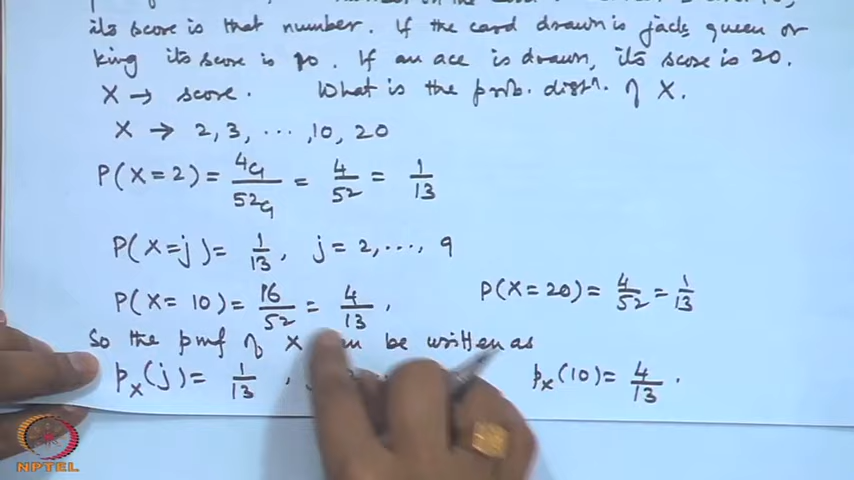 its score is that number. If the card drawn is jack, queen or
king its score is 10. If an ace is drawn, its score is 20.
X → score. What is the prob. distⁿ. of X.
X → 2, 3, ..., 10, 20
P(X=2) = 4C1 / 52C1 = 4/52 = 1/13
P(X=j) = 1/13, j = 2, ..., 9
P(X=10) = 16/52 = 4/13, P(X=20) = 4/52 = 1/13
So the pmf of X can be written as
pX(j) = 1/13, pX(10) = 4/13.
NPTEL